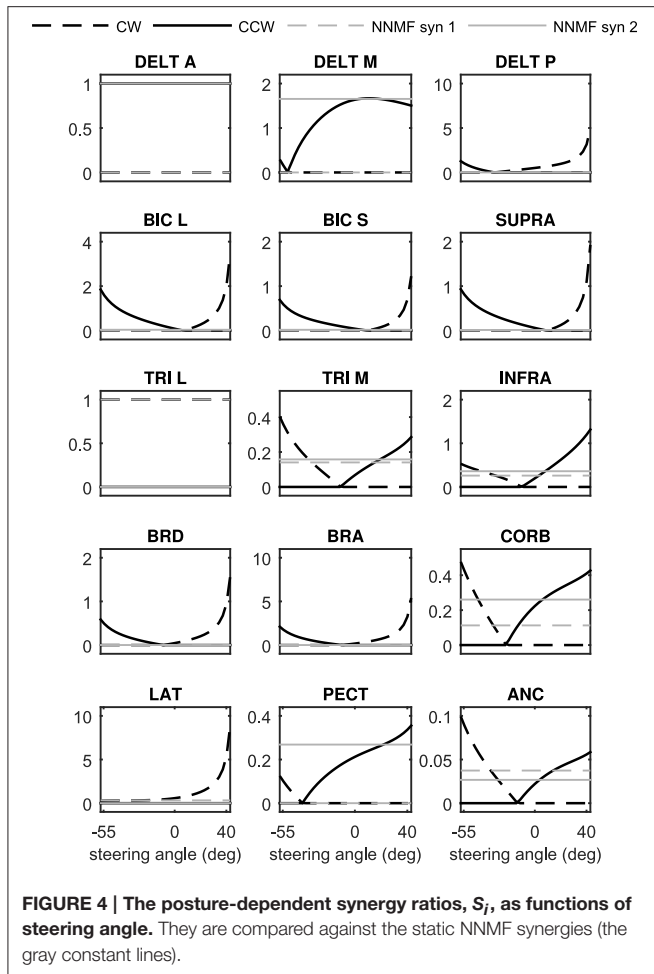 CW CCW NNMF syn 1 NNMF syn 2
DELT A DELT M DELT P
1 2 10
0.5 1 5
0 0 0
BIC L BIC S SUPRA
4 2 2
2 1 1
0 0 0
TRI L TRI M INFRA
1 0.4 2
0.5 0.2 1
0 0 0
BRD BRA CORB
2 10 0.4
1 5 0.2
0 0 0
LAT PECT ANC
10 0.4 0.1
5 0.2 0.05
0 0 0
-55 0 40 -55 0 40 -55 0 40
steering angle (deg) steering angle (deg) steering angle (deg)
FIGURE 4 | The posture-dependent synergy ratios, Si, as functions of
steering angle. They are compared against the static NNMF synergies (the
gray constant lines).